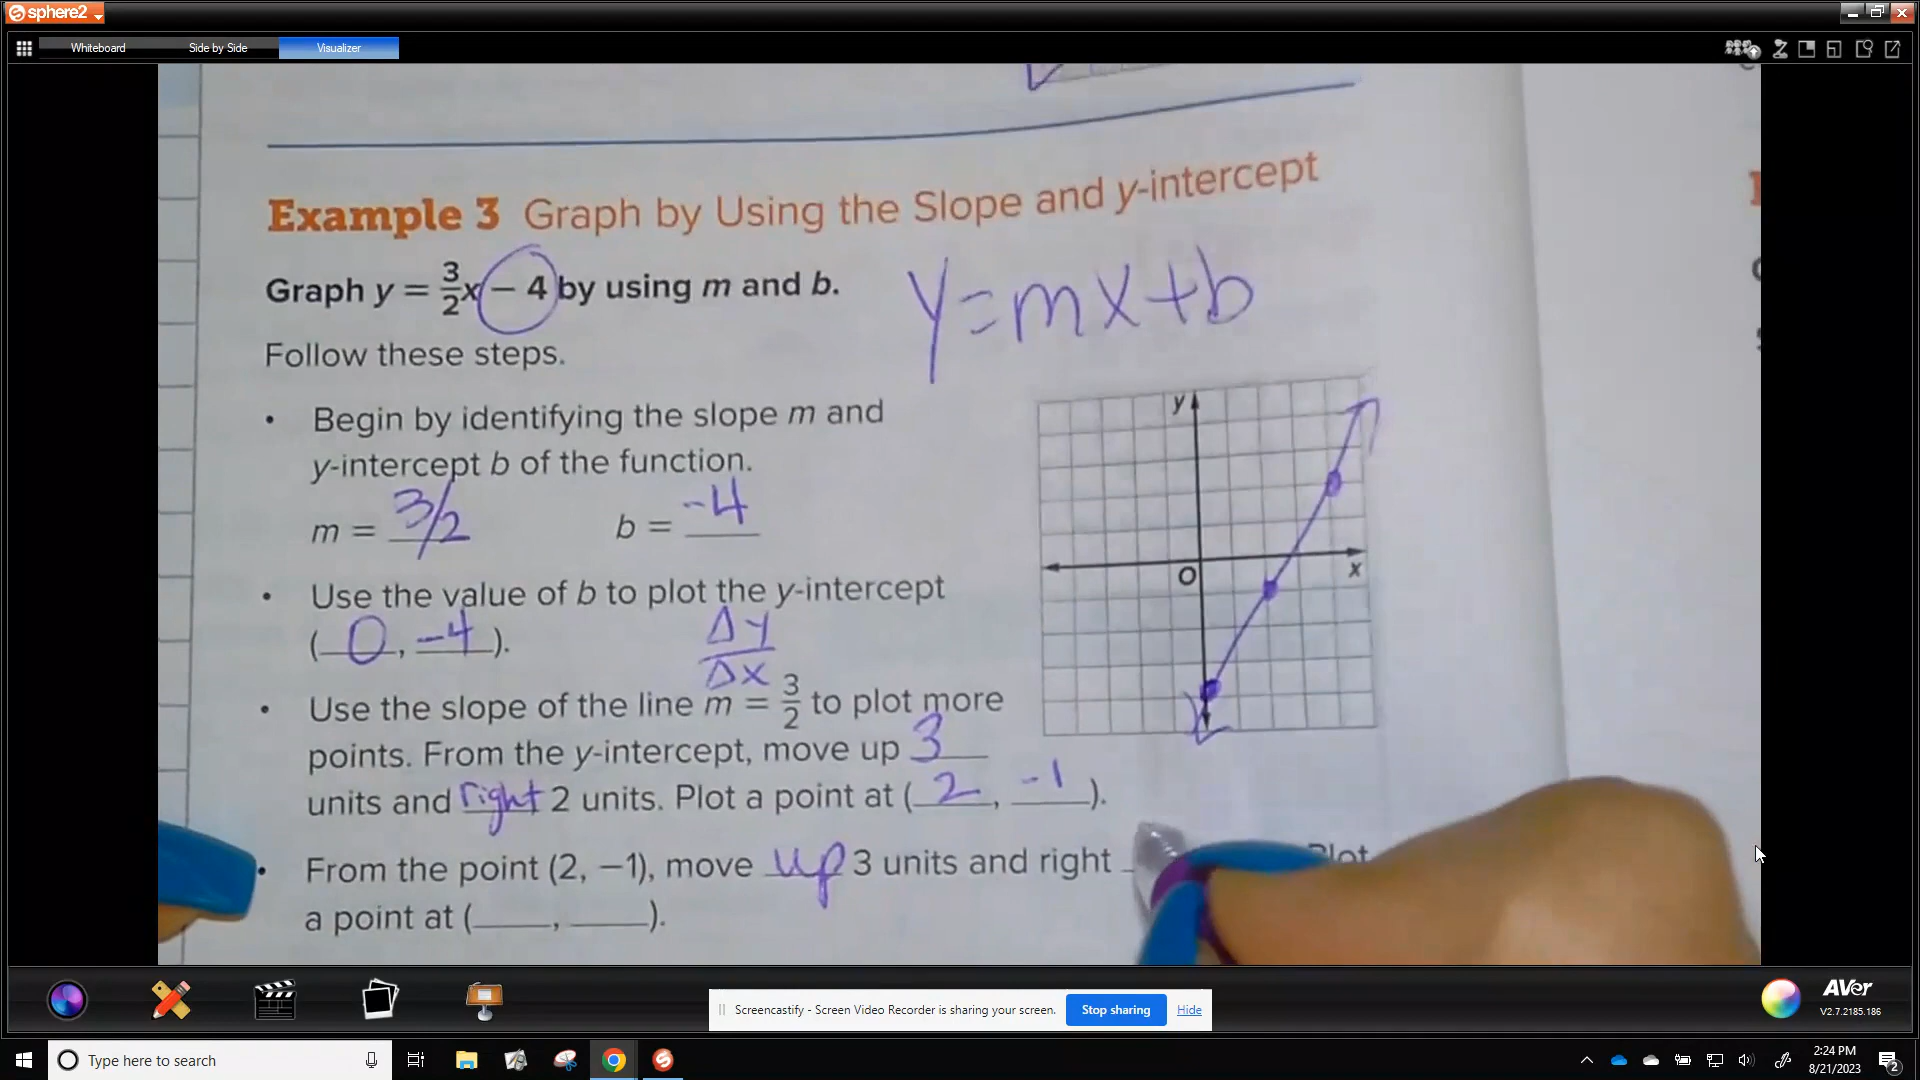 sphere2
Whiteboard Side by Side Visualizer
Example 3 Graph by Using the Slope and y-intercept
Graph y = 3/2x − 4 by using m and b.
y=mx+b
Follow these steps.
• Begin by identifying the slope m and
y-intercept b of the function.
m = 3/2 b = -4
• Use the value of b to plot the y-intercept
(0, -4).
Δy/Δx
• Use the slope of the line m = 3/2 to plot more
points. From the y-intercept, move up 3
units and right 2 units. Plot a point at (2, -1).
• From the point (2, −1), move up 3 units and right Plot
a point at (____, ____).
y
O
x
Screencastify - Screen Video Recorder is sharing your screen. Stop sharing Hide
AVer
V2.7.2185.186
Type here to search
2:24 PM
8/21/2023
2